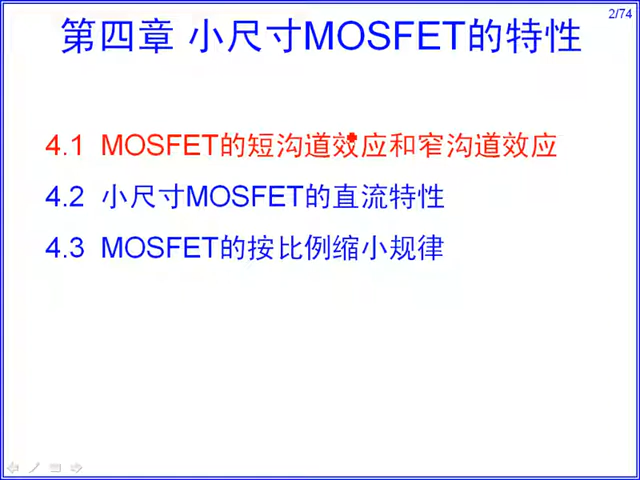 2/74
第四章 小尺寸MOSFET的特性
4.1 MOSFET的短沟道效应和窄沟道效应
4.2 小尺寸MOSFET的直流特性
4.3 MOSFET的按比例缩小规律